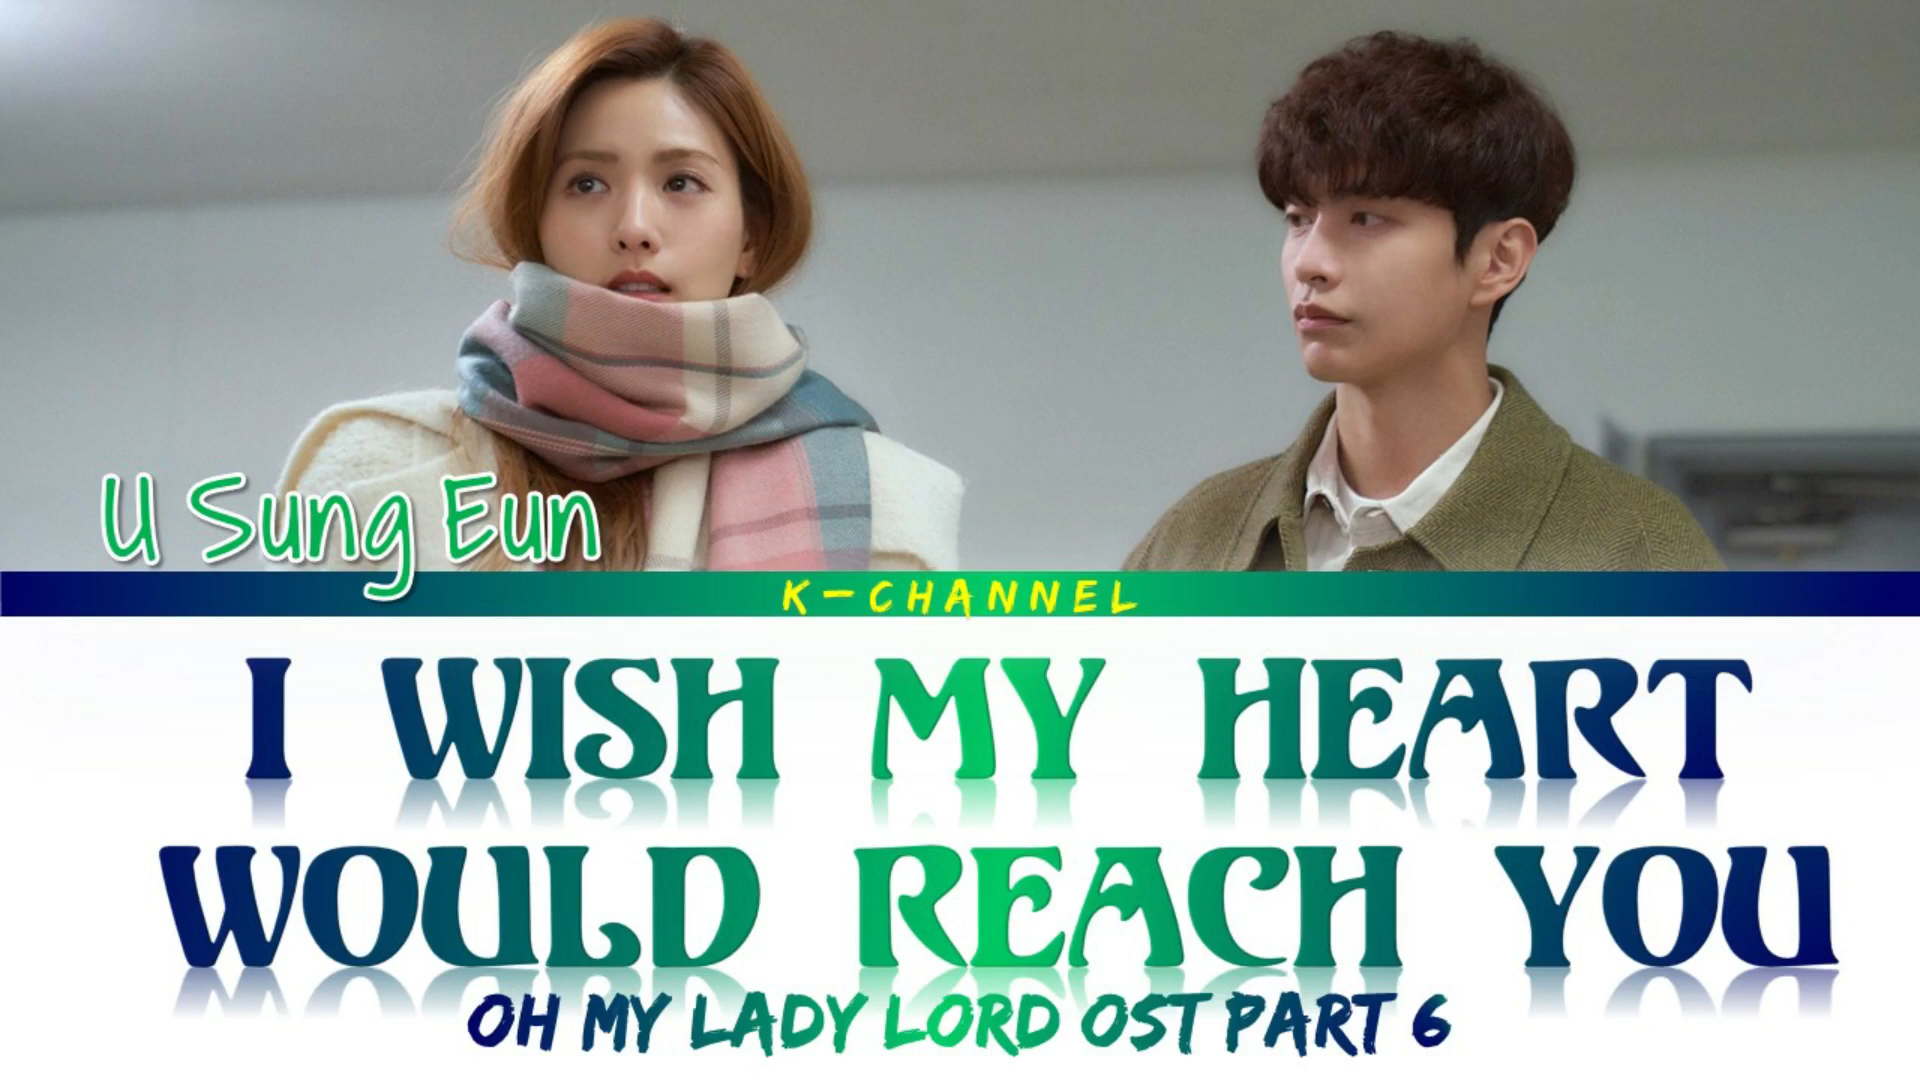 U Sung Eun
K-CHANNEL
I WISH MY HEART
WOULD REACH YOU
OH MY LADY LORD OST PART 6